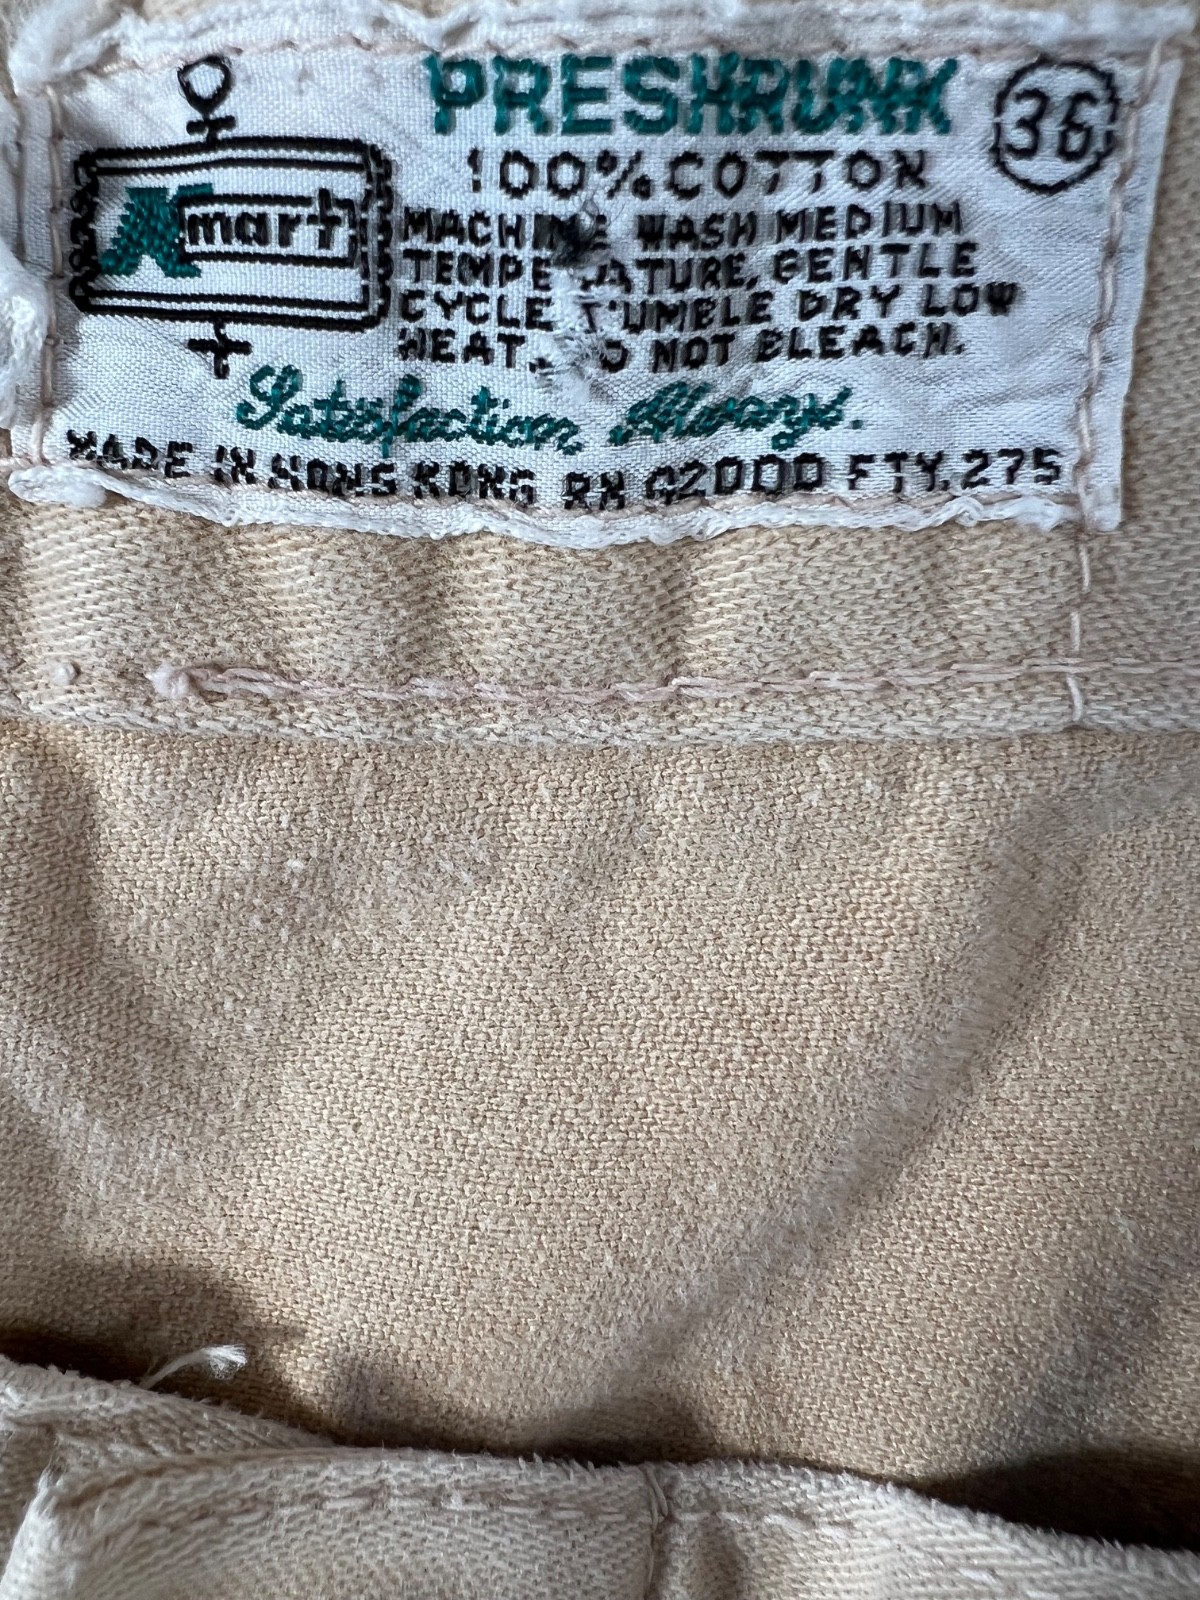 PRESHRUNK
36
Kmart
100% COTTON
MACHINE WASH MEDIUM
TEMPERATURE, GENTLE
CYCLE TUMBLE DRY LOW
HEAT. DO NOT BLEACH.
Satisfaction, Always.
MADE IN HONG KONG RN 42000 FTY.275